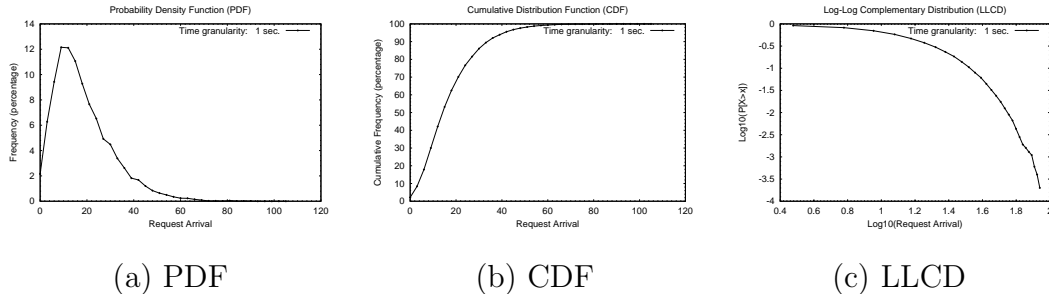 Probability Density Function (PDF)
Time granularity: 1 sec.
Frequency (percentage)
14
12
10
8
6
4
2
0
0 20 40 60 80 100 120
Request Arrival
(a) PDF
Cumulative Distribution Function (CDF)
Time granularity: 1 sec.
Cumulative Frequency (percentage)
100
90
80
70
60
50
40
30
20
10
0
0 20 40 60 80 100 120
Request Arrival
(b) CDF
Log-Log Complementary Distribution (LLCD)
Time granularity: 1 sec.
Log10(P[X>x])
0
-0.5
-1
-1.5
-2
-2.5
-3
-3.5
-4
0.4 0.6 0.8 1 1.2 1.4 1.6 1.8 2
Log10(Request Arrival)
(c) LLCD